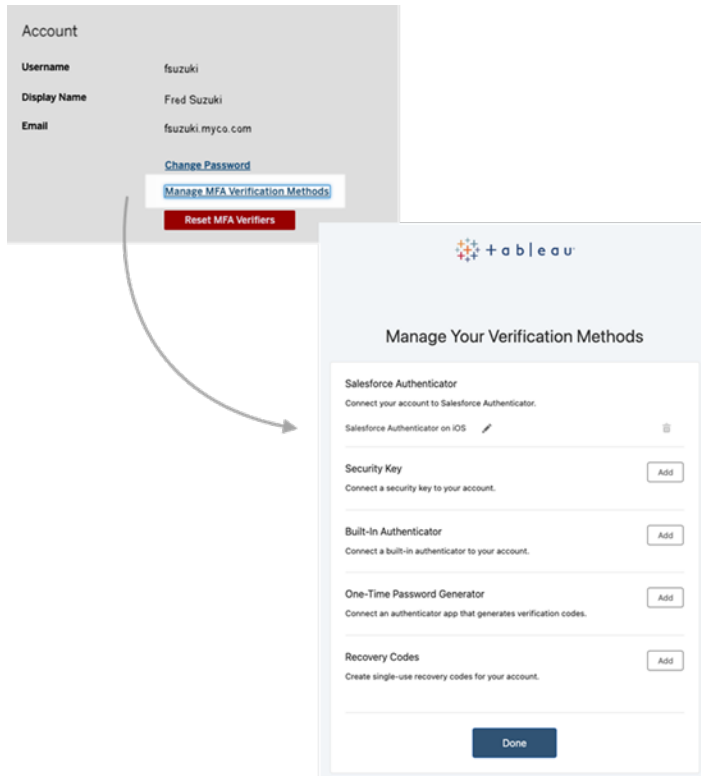 Account
Username fsuzuki
Display Name Fred Suzuki
Email fsuzuki.myco.com
Change Password
Manage MFA Verification Methods
Reset MFA Verifiers
+ableau
Manage Your Verification Methods
Salesforce Authenticator
Connect your account to Salesforce Authenticator.
Salesforce Authenticator on iOS
Security Key
Add
Connect a security key to your account.
Built-In Authenticator
Add
Connect a built-in authenticator to your account.
One-Time Password Generator
Add
Connect an authenticator app that generates verification codes.
Recovery Codes
Add
Create single-use recovery codes for your account.
Done